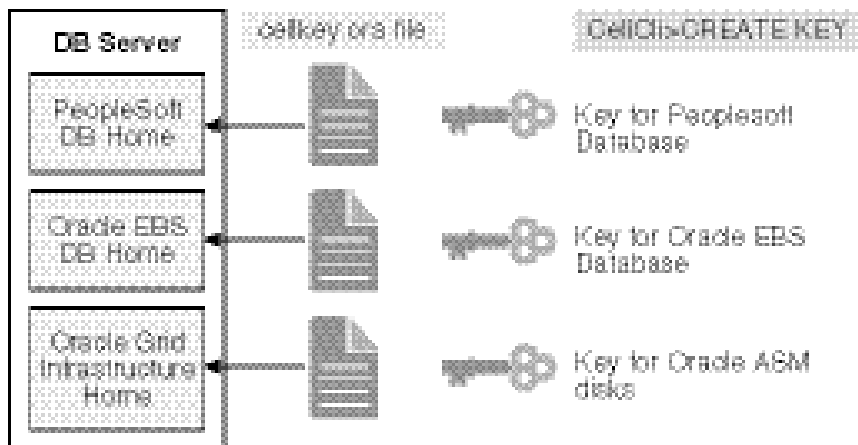 DB Server
cellkey ora file
CellCli>CREATE KEY
PeopleSoft
DB Home
Key for Peoplesoft
Database
Oracle EBS
DB Home
Key for Oracle EBS
Database
Oracle Grid
Infrastructure
Home
Key for Oracle ASM
disks